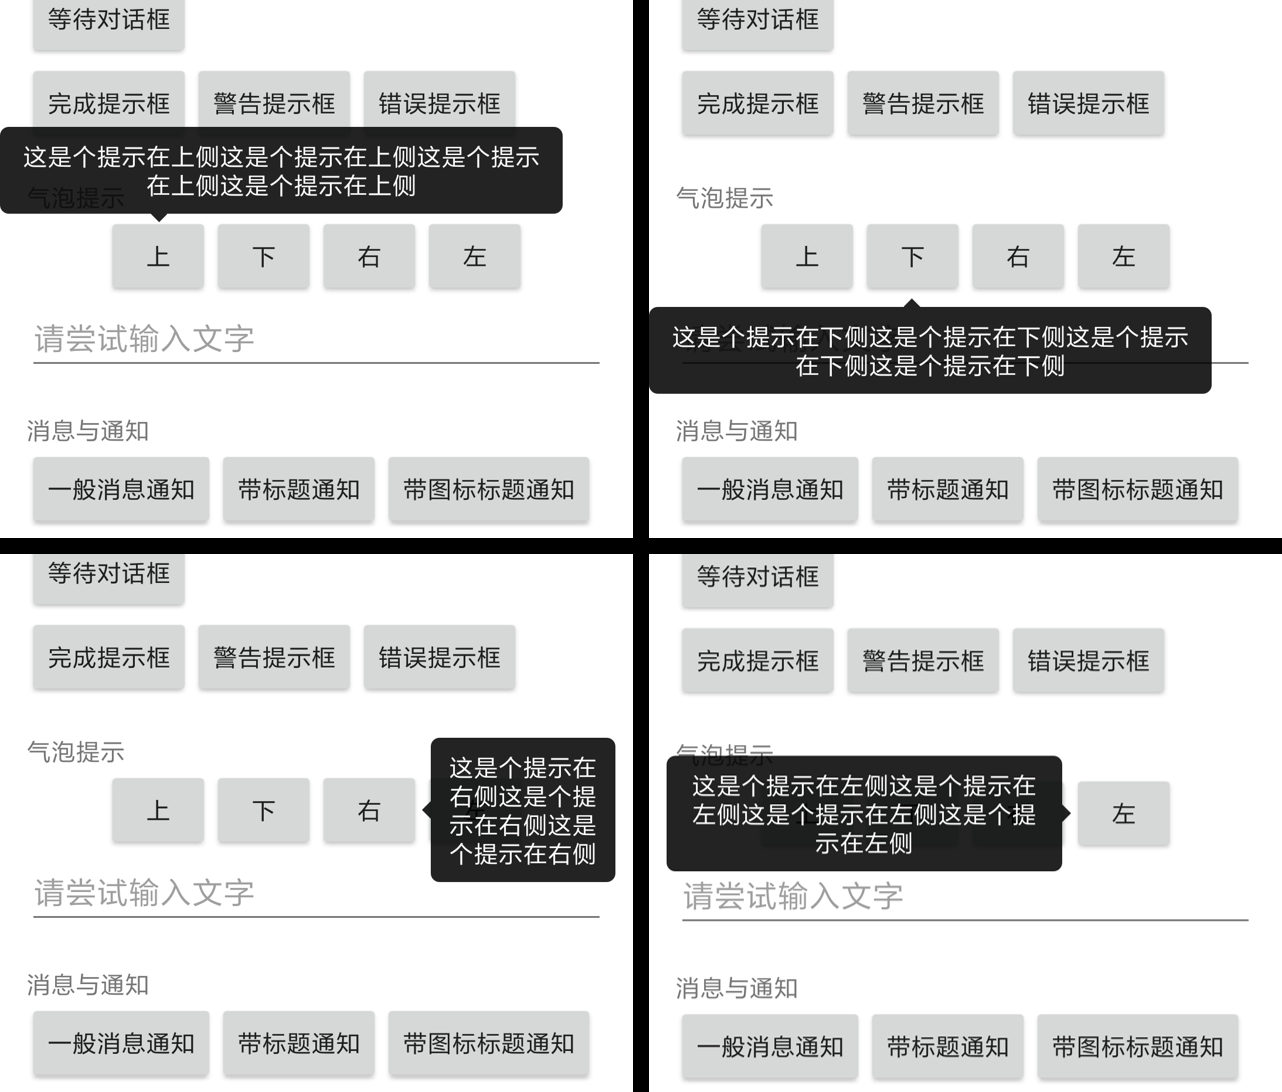 等待对话框
完成提示框 警告提示框 错误提示框
这是个提示在上侧这是个提示在上侧这是个提示
在上侧这是个提示在上侧
气泡提示
上 下 右 左
请尝试输入文字
消息与通知
一般消息通知 带标题通知 带图标标题通知
等待对话框
完成提示框 警告提示框 错误提示框
气泡提示
上 下 右 左
这是个提示在下侧这是个提示在下侧这是个提示
在下侧这是个提示在下侧
消息与通知
一般消息通知 带标题通知 带图标标题通知
等待对话框
完成提示框 警告提示框 错误提示框
气泡提示
上 下 右
这是个提示在
右侧这是个提
示在右侧这是
个提示在右侧
请尝试输入文字
消息与通知
一般消息通知 带标题通知 带图标标题通知
等待对话框
完成提示框 警告提示框 错误提示框
气泡提示
这是个提示在左侧这是个提示在
左侧这是个提示在左侧这是个提
示在左侧
左
请尝试输入文字
消息与通知
一般消息通知 带标题通知 带图标标题通知